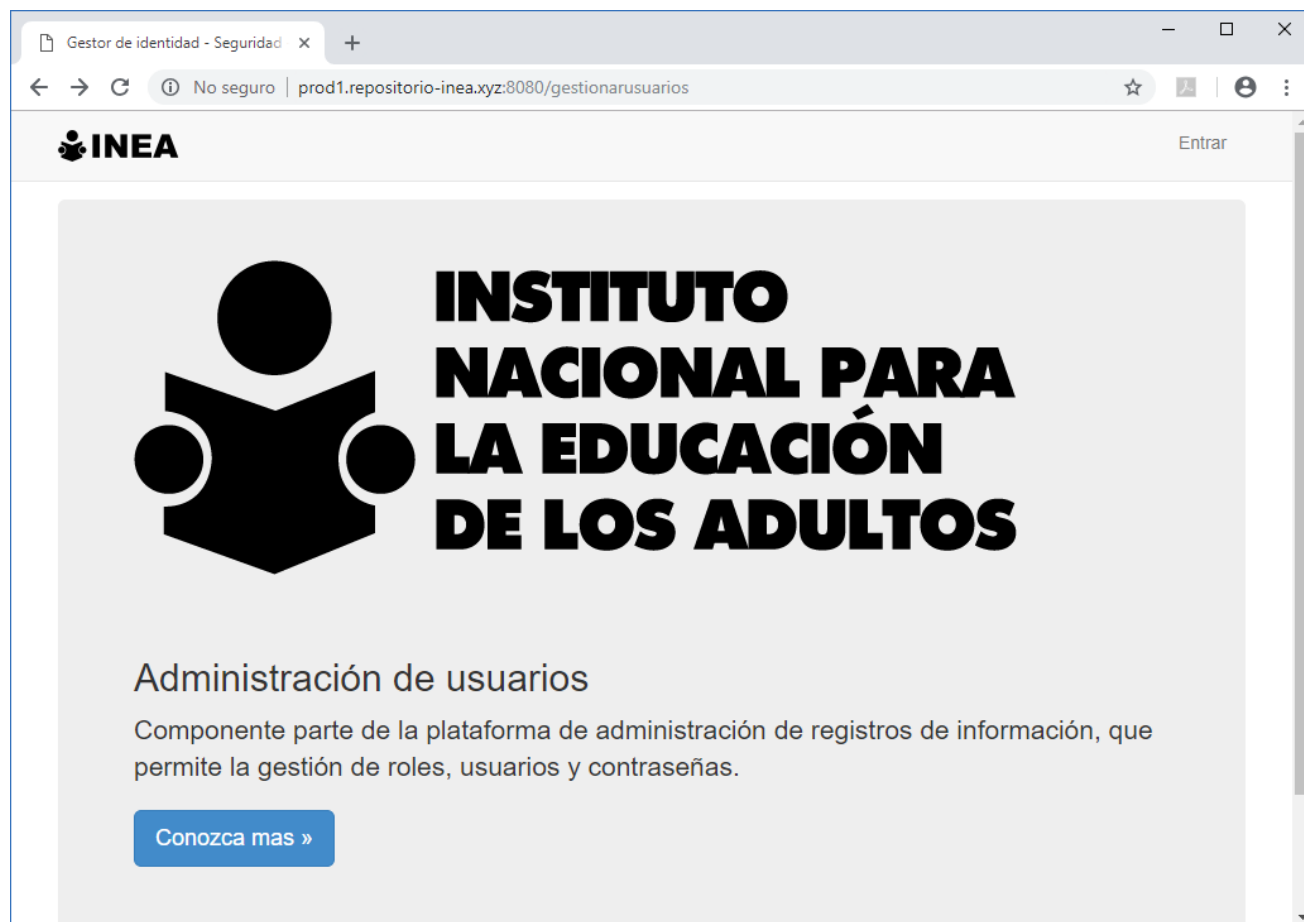 Gestor de identidad - Seguridad
No seguro | prod1.repositorio-inea.xyz:8080/gestionarusuarios
INEA
Entrar
INSTITUTO
NACIONAL PARA
LA EDUCACIÓN
DE LOS ADULTOS
Administración de usuarios
Componente parte de la plataforma de administración de registros de información, que
permite la gestión de roles, usuarios y contraseñas.
Conozca mas »